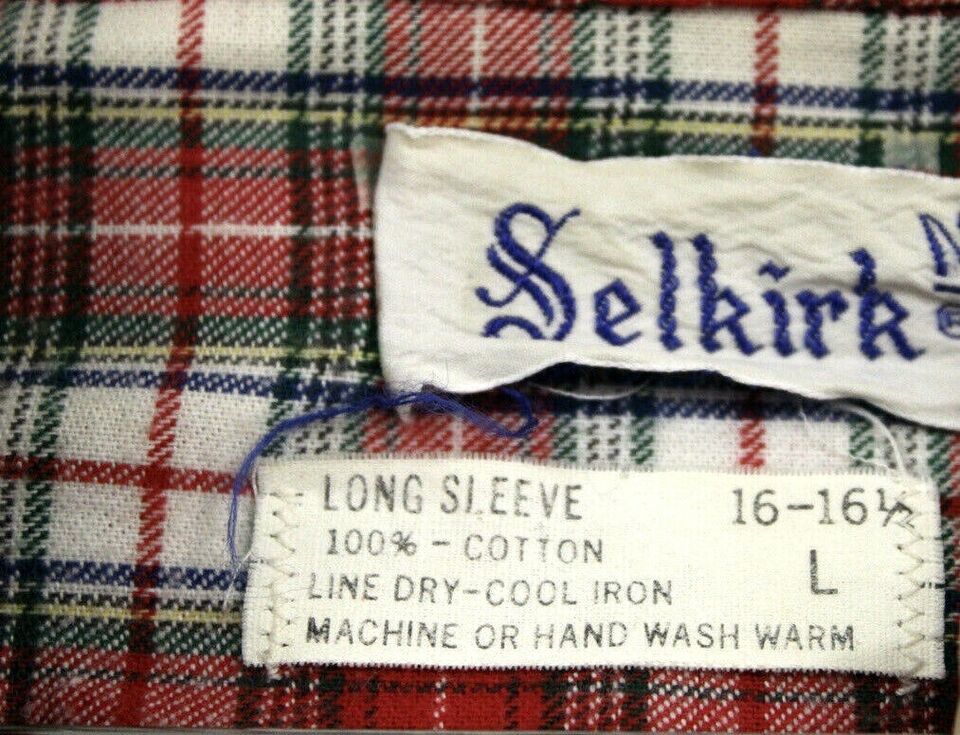 Selkirk ®
LONG SLEEVE 16-16½
100% - COTTON L
LINE DRY-COOL IRON
MACHINE OR HAND WASH WARM